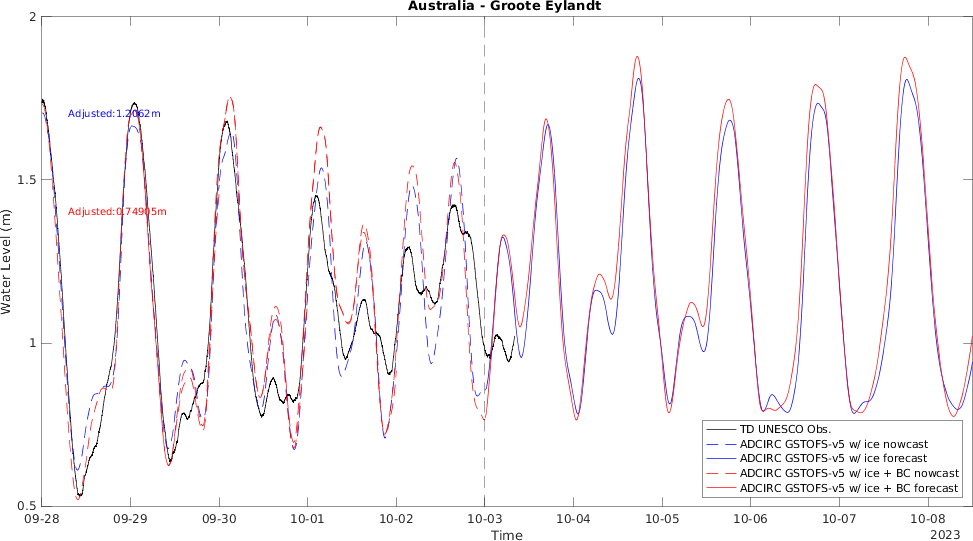 Australia - Groote Eylandt
2
Adjusted:1.2062m
1.5
Adjusted:0.74905m
Water Level (m)
1
TD UNESCO Obs.
ADCIRC GSTOFS-v5 w/ ice nowcast
ADCIRC GSTOFS-v5 w/ ice forecast
ADCIRC GSTOFS-v5 w/ ice + BC nowcast
ADCIRC GSTOFS-v5 w/ ice + BC forecast
0.5
09-28 09-29 09-30 10-01 10-02 10-03 10-04 10-05 10-06 10-07 10-08
Time
2023